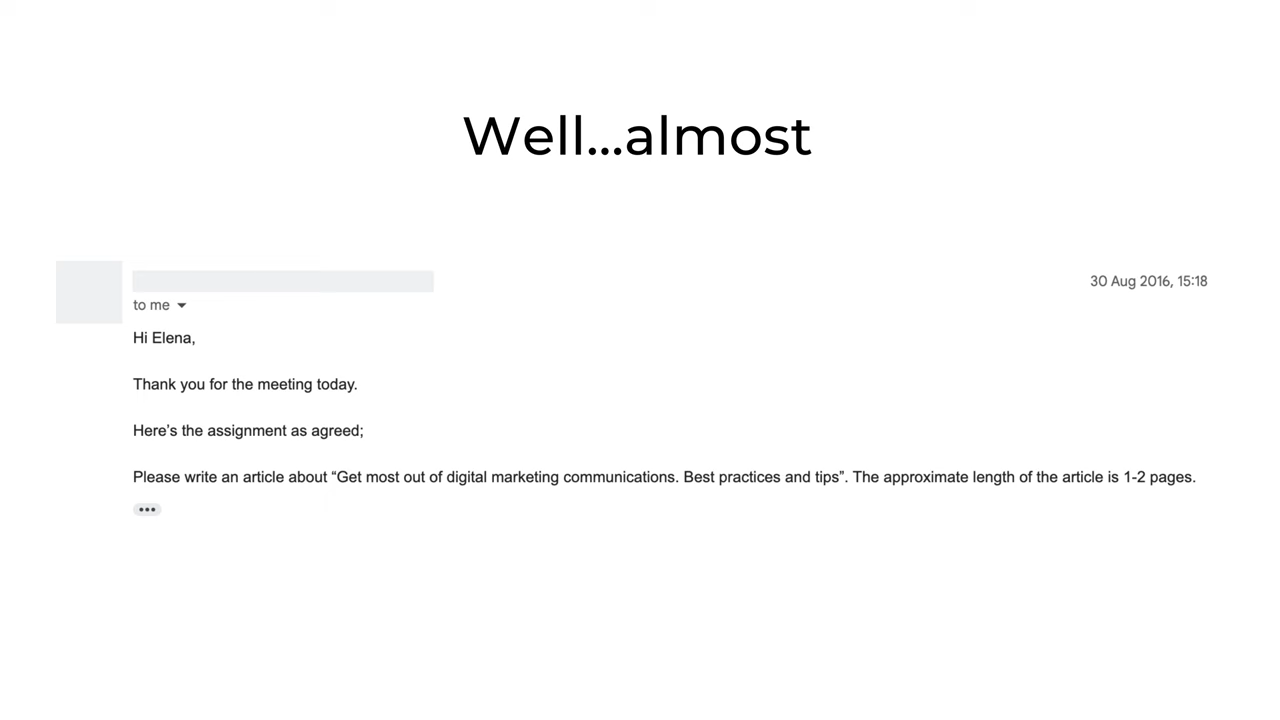 Well...almost
30 Aug 2016, 15:18
to me
Hi Elena,
Thank you for the meeting today.
Here's the assignment as agreed;
Please write an article about “Get most out of digital marketing communications. Best practices and tips”. The approximate length of the article is 1-2 pages.